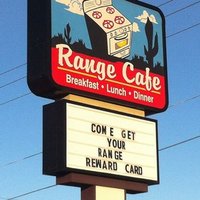 Range Cafe
Breakfast • Lunch • Dinner
COME GET
YOUR
RANGE
REWARD CARD